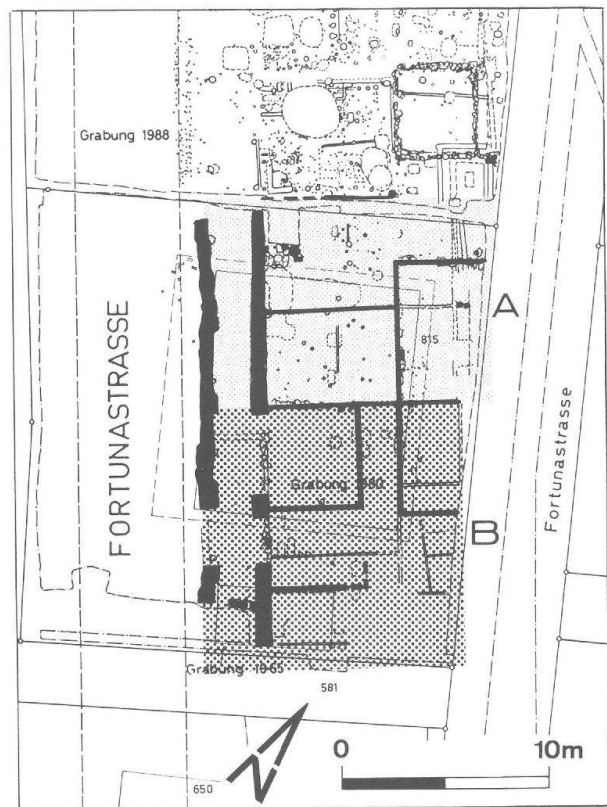 Grabung 1988
A
FORTUNASTRASSE
815
Fortunastrasse
Grabung 1980
B
Grabung 1965
581
N
0 10m
650